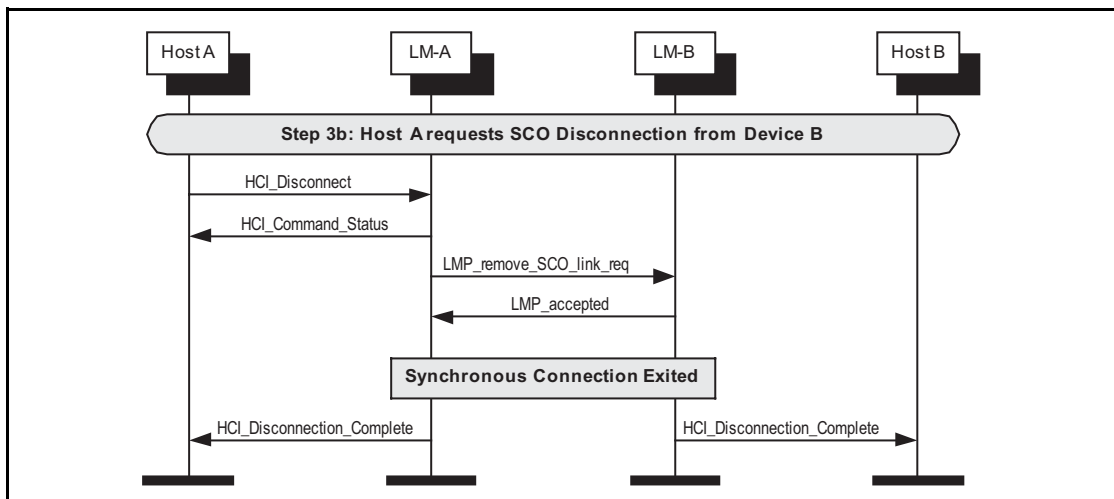 Host A
LM-A
LM-B
Host B
Step 3b: Host A requests SCO Disconnection from Device B
HCI_Disconnect
HCI_Command_Status
LMP_remove_SCO_link_req
LMP_accepted
Synchronous Connection Exited
HCI_Disconnection_Complete
HCI_Disconnection_Complete